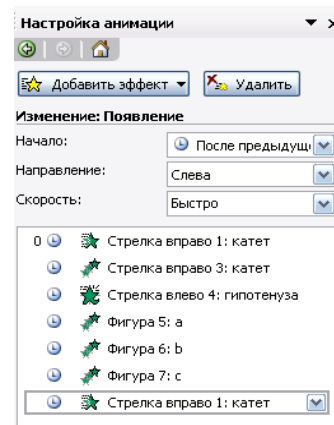 Настройка анимации
Добавить эффект
Удалить
Изменение: Появление
Начало:
После предыдущ
Направление:
Слева
Скорость:
Быстро
0 Стрелка вправо 1: катет
Стрелка вправо 3: катет
Стрелка влево 4: гипотенуза
Фигура 5: a
Фигура 6: b
Фигура 7: c
Стрелка вправо 1: катет